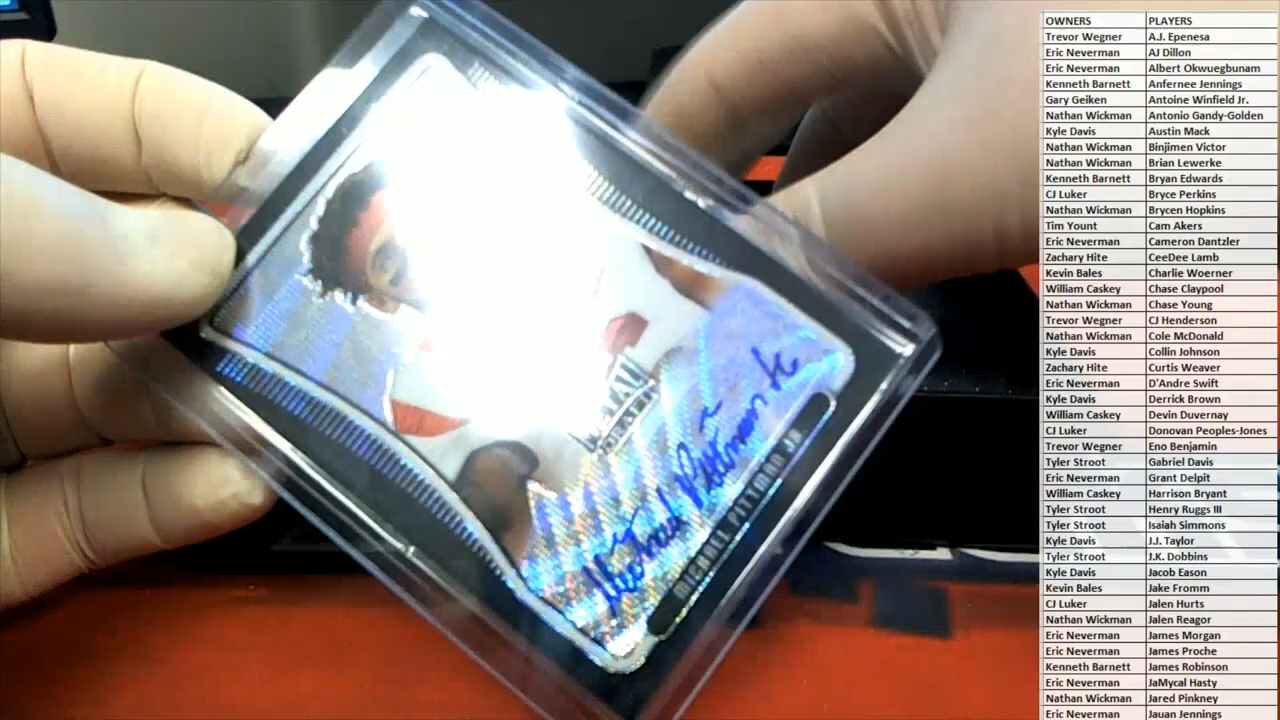 OWNERS PLAYERS
Trevor Wegner A.J. Epenesa
Eric Neverman AJ Dillon
Eric Neverman Albert Okwuegbunam
Kenneth Barnett Anfernee Jennings
Gary Geiken Antoine Winfield Jr.
Nathan Wickman Antonio Gandy-Golden
Kyle Davis Austin Mack
Nathan Wickman Binjimen Victor
Nathan Wickman Brian Lewerke
Kenneth Barnett Bryan Edwards
CJ Luker Bryce Perkins
Nathan Wickman Brycen Hopkins
Tim Yount Cam Akers
Eric Neverman Cameron Dantzler
Zachary Hite CeeDee Lamb
Kevin Bales Charlie Woerner
William Caskey Chase Claypool
Nathan Wickman Chase Young
Trevor Wegner CJ Henderson
Nathan Wickman Cole McDonald
Kyle Davis Collin Johnson
Zachary Hite Curtis Weaver
Eric Neverman D'Andre Swift
Kyle Davis Derrick Brown
William Caskey Devin Duvernay
CJ Luker Donovan Peoples-Jones
Trevor Wegner Eno Benjamin
Tyler Stroot Gabriel Davis
Eric Neverman Grant Delpit
William Caskey Harrison Bryant
Tyler Stroot Henry Ruggs III
Tyler Stroot Isaiah Simmons
Kyle Davis J.J. Taylor
Tyler Stroot J.K. Dobbins
Kyle Davis Jacob Eason
Kevin Bales Jake Fromm
CJ Luker Jalen Hurts
Nathan Wickman Jalen Reagor
Eric Neverman James Morgan
Eric Neverman James Proche
Kenneth Barnett James Robinson
Eric Neverman JaMycal Hasty
Nathan Wickman Jared Pinkney
Eric Neverman Jauan Jennings
Michael Pittman Jr
MICHAEL PITTMAN JR.